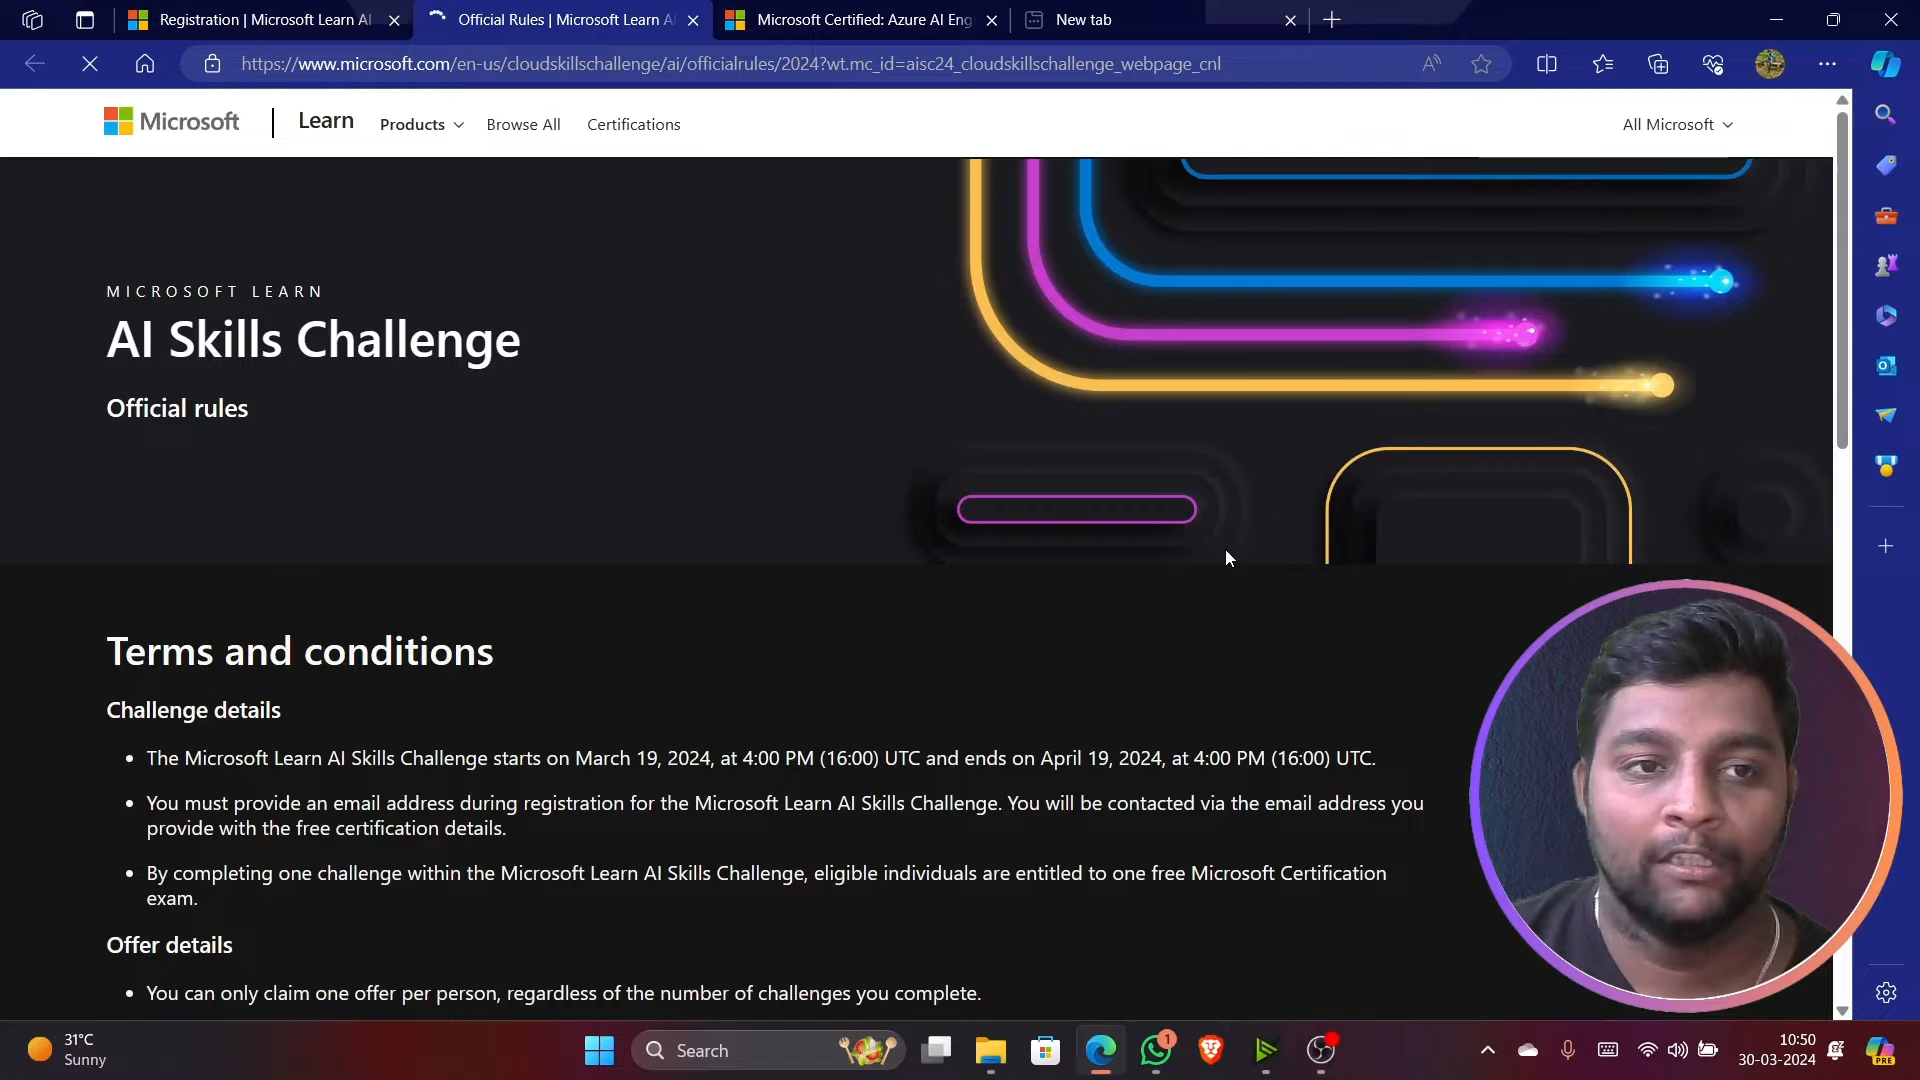 Registration | Microsoft Learn AI
Official Rules | Microsoft Learn A
Microsoft Certified: Azure AI Eng
New tab
https://www.microsoft.com/en-us/cloudskillschallenge/ai/officialrules/2024?wt.mc_id=aisc24_cloudskillschallenge_webpage_cnl
Microsoft
Learn
Products
Browse All
Certifications
All Microsoft
MICROSOFT LEARN
AI Skills Challenge
Official rules
Terms and conditions
Challenge details
• The Microsoft Learn AI Skills Challenge starts on March 19, 2024, at 4:00 PM (16:00) UTC and ends on April 19, 2024, at 4:00 PM (16:00) UTC.
• You must provide an email address during registration for the Microsoft Learn AI Skills Challenge. You will be contacted via the email address you
provide with the free certification details.
• By completing one challenge within the Microsoft Learn AI Skills Challenge, eligible individuals are entitled to one free Microsoft Certification
exam.
Offer details
• You can only claim one offer per person, regardless of the number of challenges you complete.
31°C
Sunny
Search
1
10:50
30-03-2024
PRE